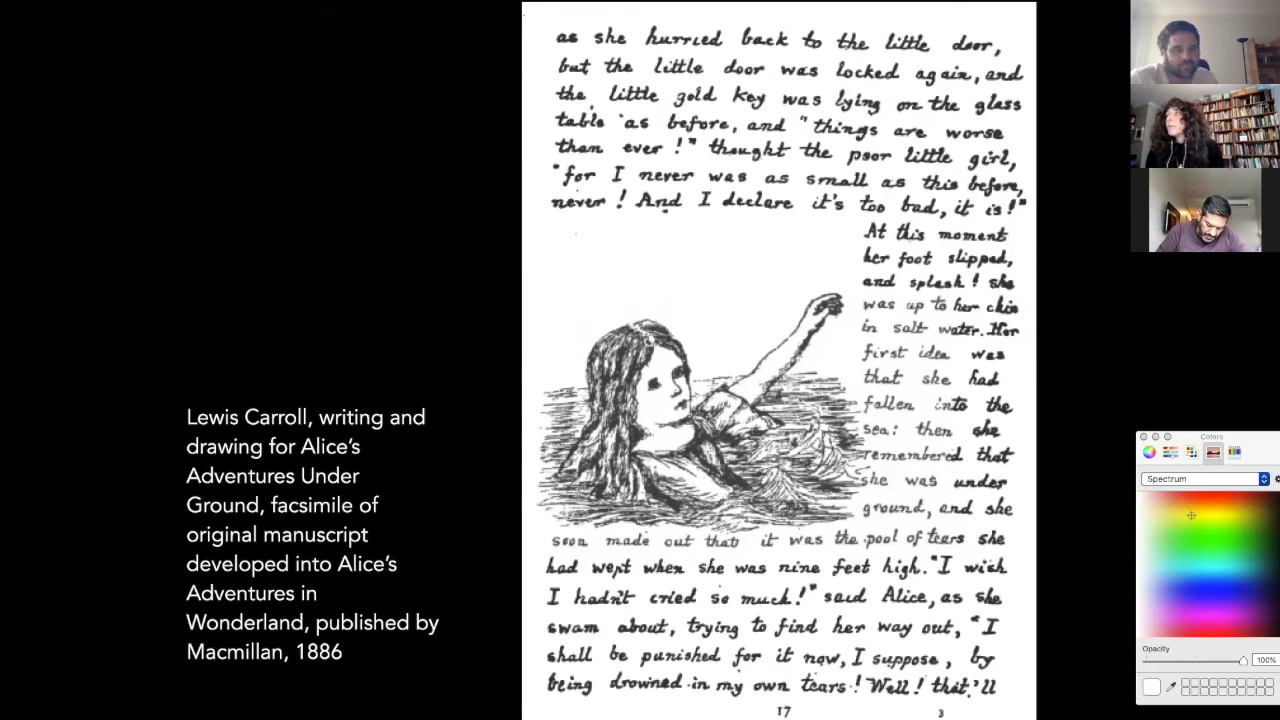 as she hurried back to the little door,
but the little door was locked again, and
the little gold key was lying on the glass
table as before, and "things are worse
than ever!" thought the poor little girl,
"for I never was as small as this before,
never! And I declare it's too bad, it is!"
At this moment
her foot slipped,
and splash! she
was up to her chin
in salt water. Her
first idea was
that she had
fallen into the
sea: then she
remembered that
she was under
ground, and she
soon made out that it was the pool of tears she
had wept when she was nine feet high. "I wish
I hadn't cried so much!" said Alice, as she
swam about, trying to find her way out, "I
shall be punished for it now, I suppose, by
being drowned in my own tears! Well! that'll
17
3
Lewis Carroll, writing and
drawing for Alice's
Adventures Under
Ground, facsimile of
original manuscript
developed into Alice's
Adventures in
Wonderland, published by
Macmillan, 1886
Colors
Spectrum
Opacity
100%